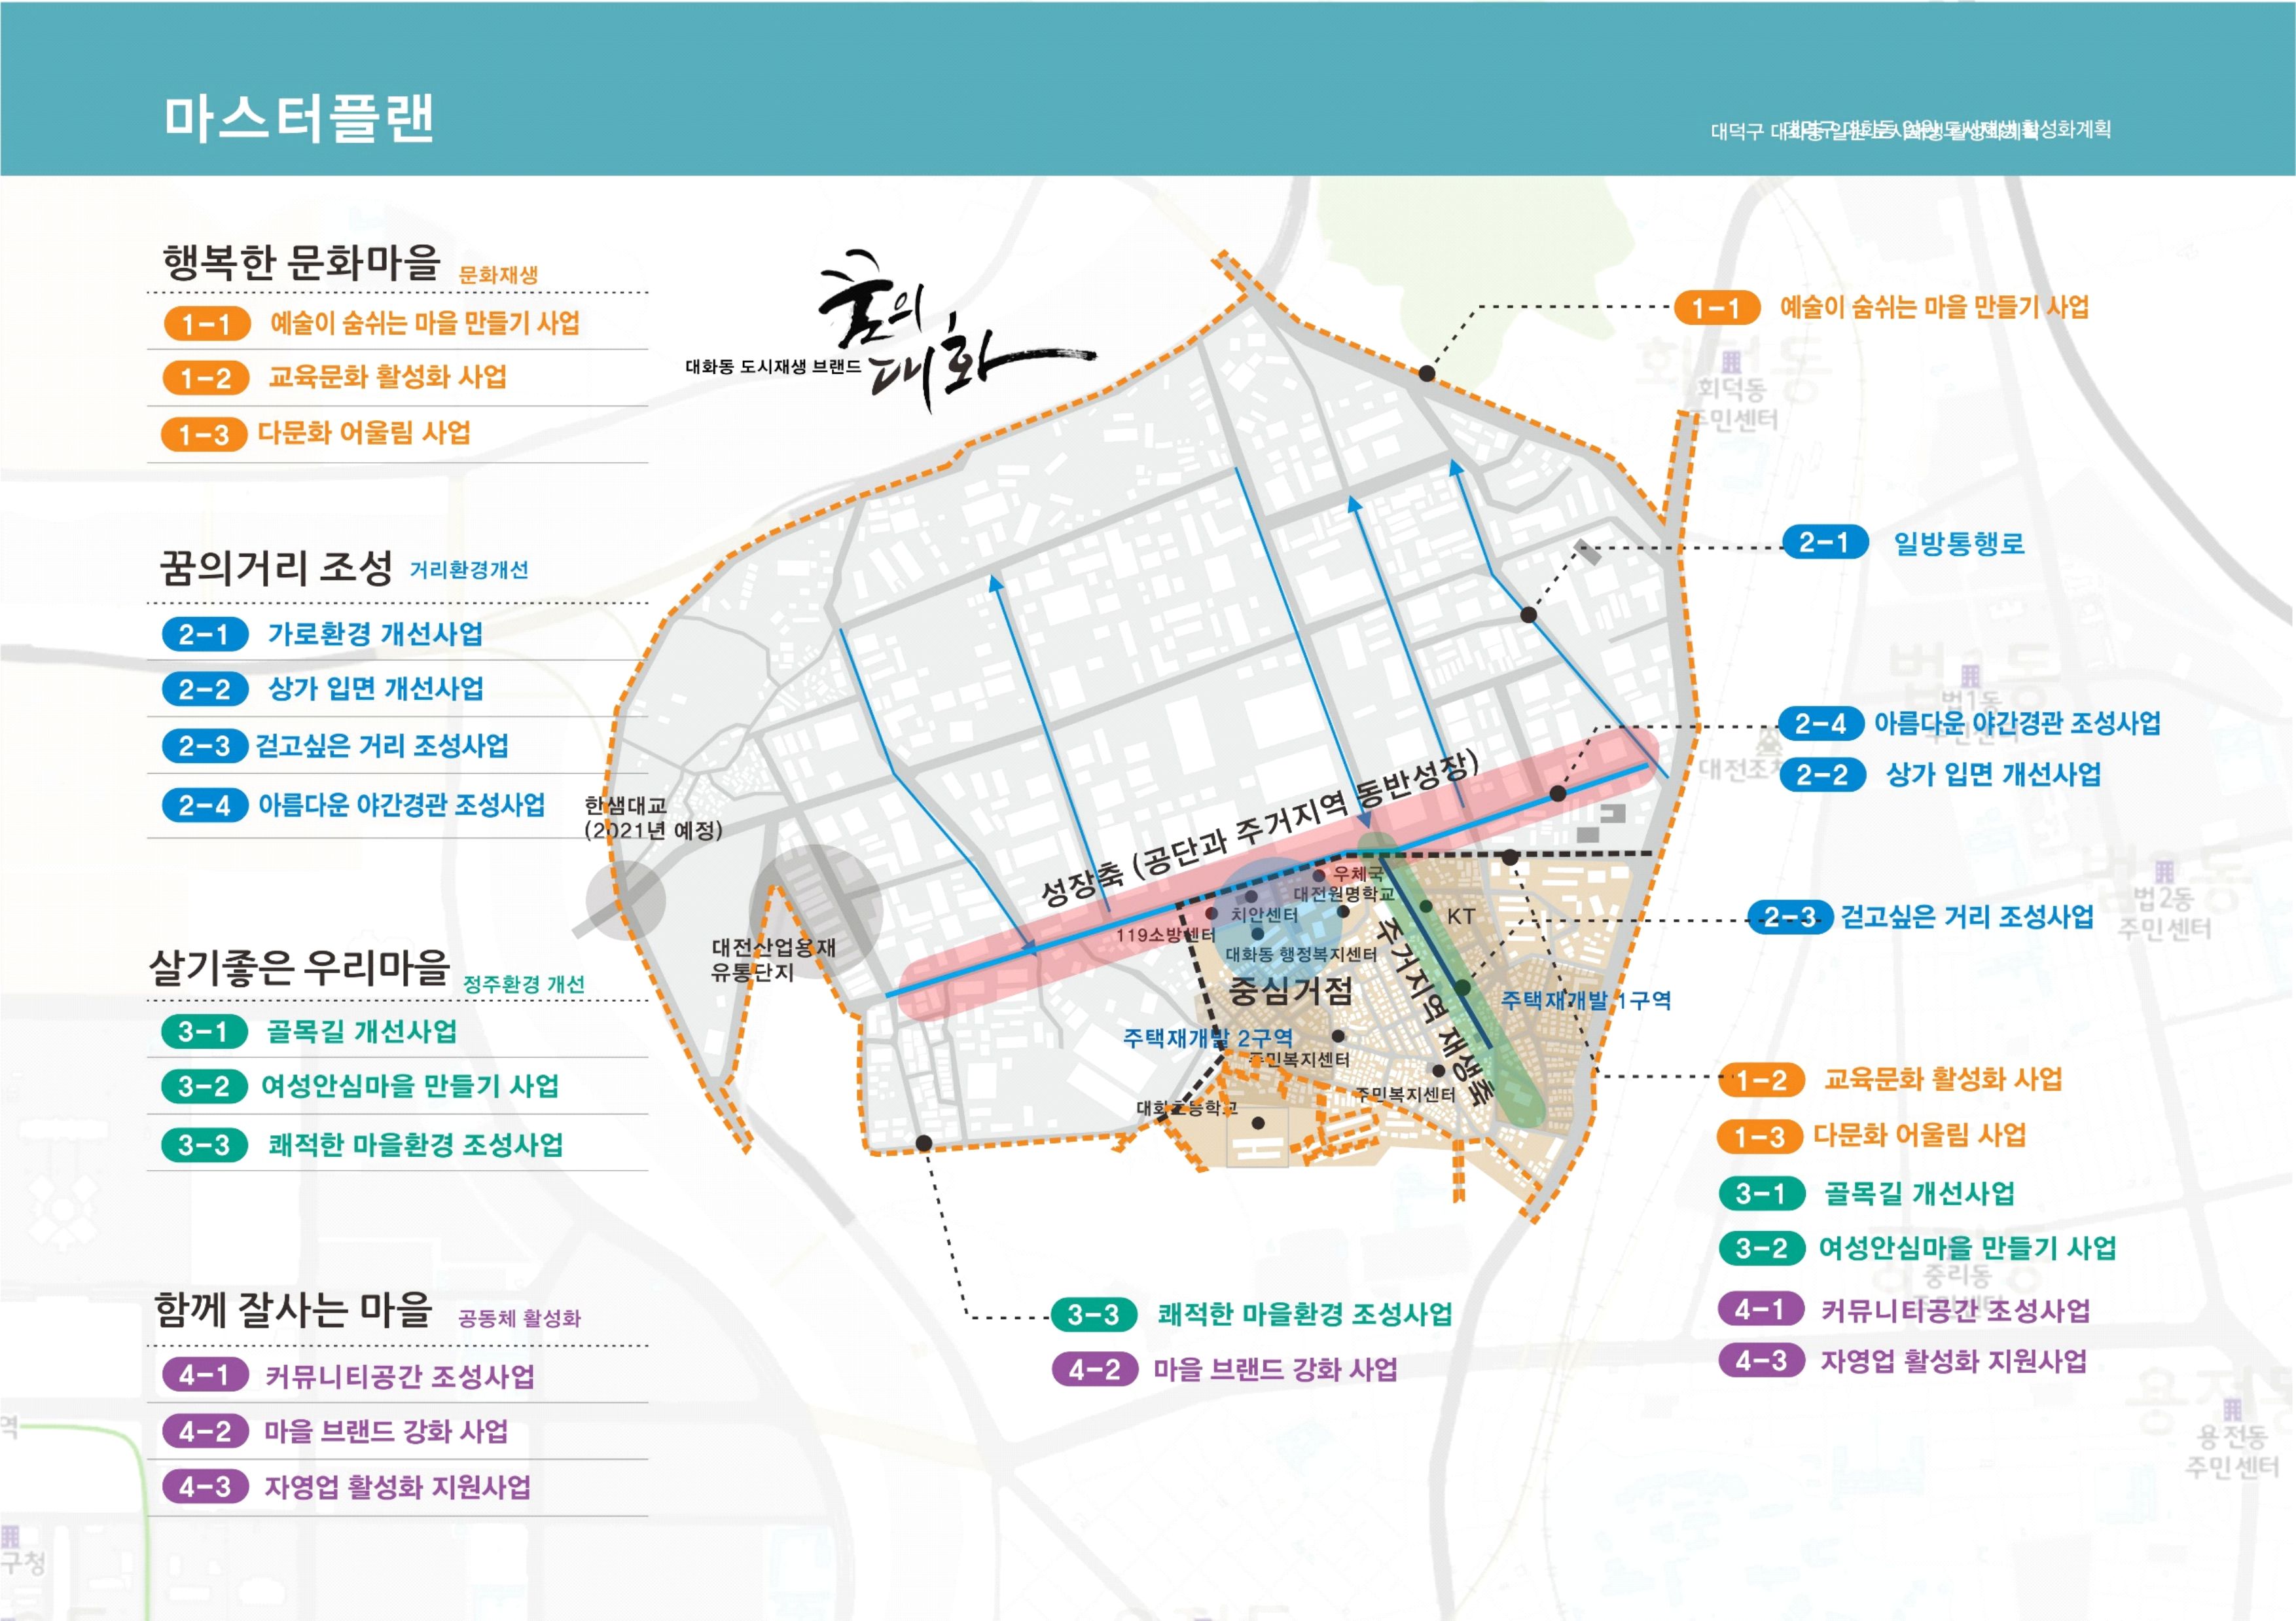 마스터플랜
대덕구 대화동 일원 도시재생 활성화계획
행복한 문화마을 문화재생
1-1 예술이 숨쉬는 마을 만들기 사업
1-2 교육문화 활성화 사업
1-3 다문화 어울림 사업
꿈의거리 조성 거리환경개선
2-1 가로환경 개선사업
2-2 상가 입면 개선사업
2-3 걷고싶은 거리 조성사업
2-4 아름다운 야간경관 조성사업
살기좋은 우리마을 정주환경 개선
3-1 골목길 개선사업
3-2 여성안심마을 만들기 사업
3-3 쾌적한 마을환경 조성사업
함께 잘사는 마을 공동체 활성화
4-1 커뮤니티공간 조성사업
4-2 마을 브랜드 강화 사업
4-3 자영업 활성화 지원사업
꿈의
대화
대화동 도시재생 브랜드
한샘대교
(2021년 예정)
대전산업용재
유통단지
성장축 (공단과 주거지역 동반성장)
우체국
대전원명학교
치안센터
KT
119소방센터
대화동 행정복지센터
중심거점
주거지역 재생축
주택재개발 1구역
주택재개발 2구역
주민복지센터
주민복지센터
대화초등학교
1-1 예술이 숨쉬는 마을 만들기 사업
회덕동
주민센터
2-1 일방통행로
법1동
2-4 아름다운 야간경관 조성사업
2-2 상가 입면 개선사업
법2동
주민센터
2-3 걷고싶은 거리 조성사업
1-2 교육문화 활성화 사업
1-3 다문화 어울림 사업
3-1 골목길 개선사업
3-2 여성안심마을 만들기 사업
중리동
4-1 커뮤니티공간 조성사업
4-3 자영업 활성화 지원사업
3-3 쾌적한 마을환경 조성사업
4-2 마을 브랜드 강화 사업
용전동
주민센터
역
구청